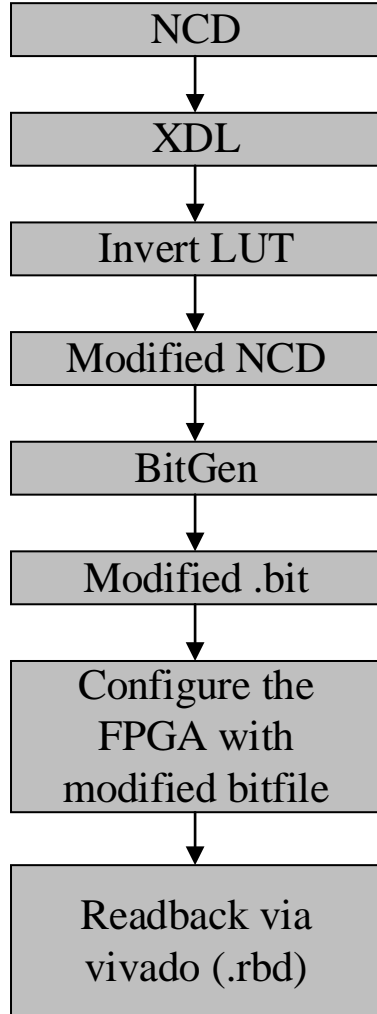 NCD
XDL
Invert LUT
Modified NCD
BitGen
Modified .bit
Configure the
FPGA with
modified bitfile
Readback via
vivado (.rbd)